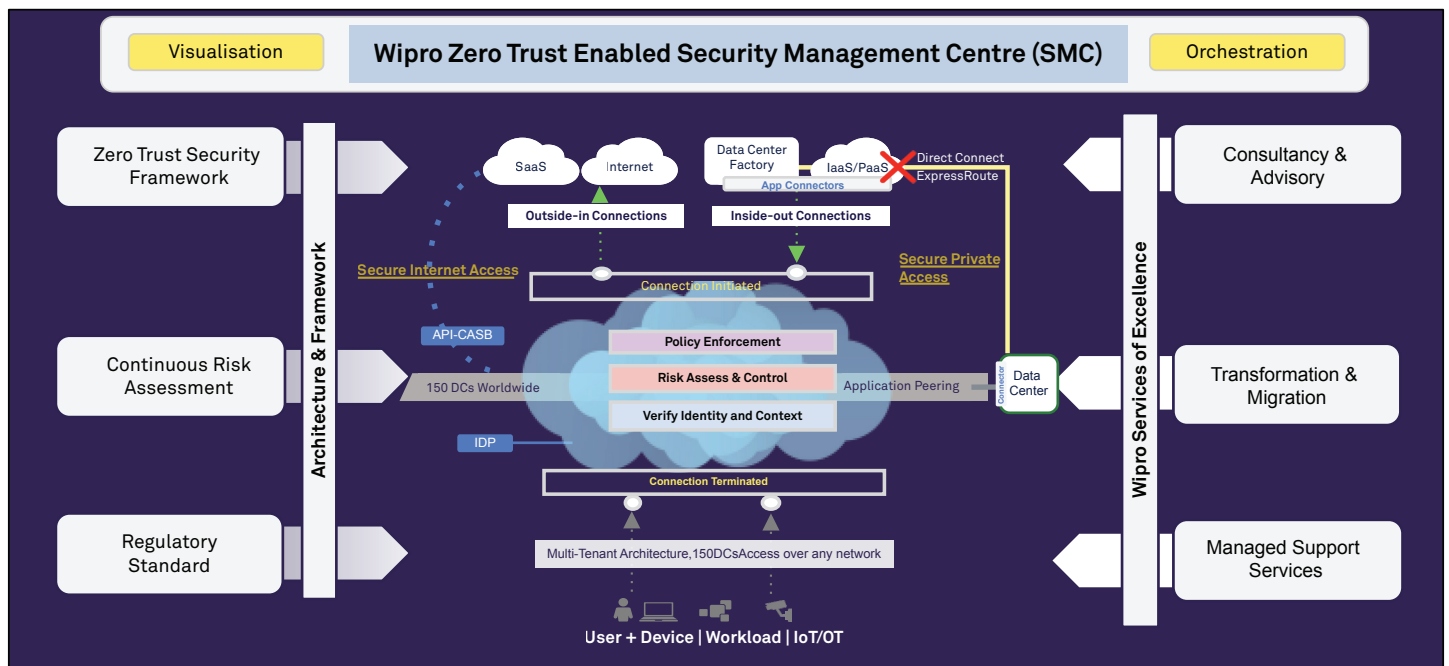 Visualisation
Wipro Zero Trust Enabled Security Management Centre (SMC)
Orchestration
Zero Trust Security
Framework
Continuous Risk
Assessment
Regulatory
Standard
Architecture & Framework
SaaS
Internet
Data Center
Factory
IaaS/PaaS
App Connectors
Direct Connect
ExpressRoute
Outside-in Connections
Inside-out Connections
Secure Internet Access
Secure Private
Access
Connection Initiated
API-CASB
Policy Enforcement
Risk Assess & Control
Verify Identity and Context
150 DCs Worldwide
Application Peering
Connector
Data
Center
IDP
Connection Terminated
Multi-Tenant Architecture,150DCsAccess over any network
User + Device | Workload | IoT/OT
Wipro Services of Excellence
Consultancy &
Advisory
Transformation &
Migration
Managed Support
Services